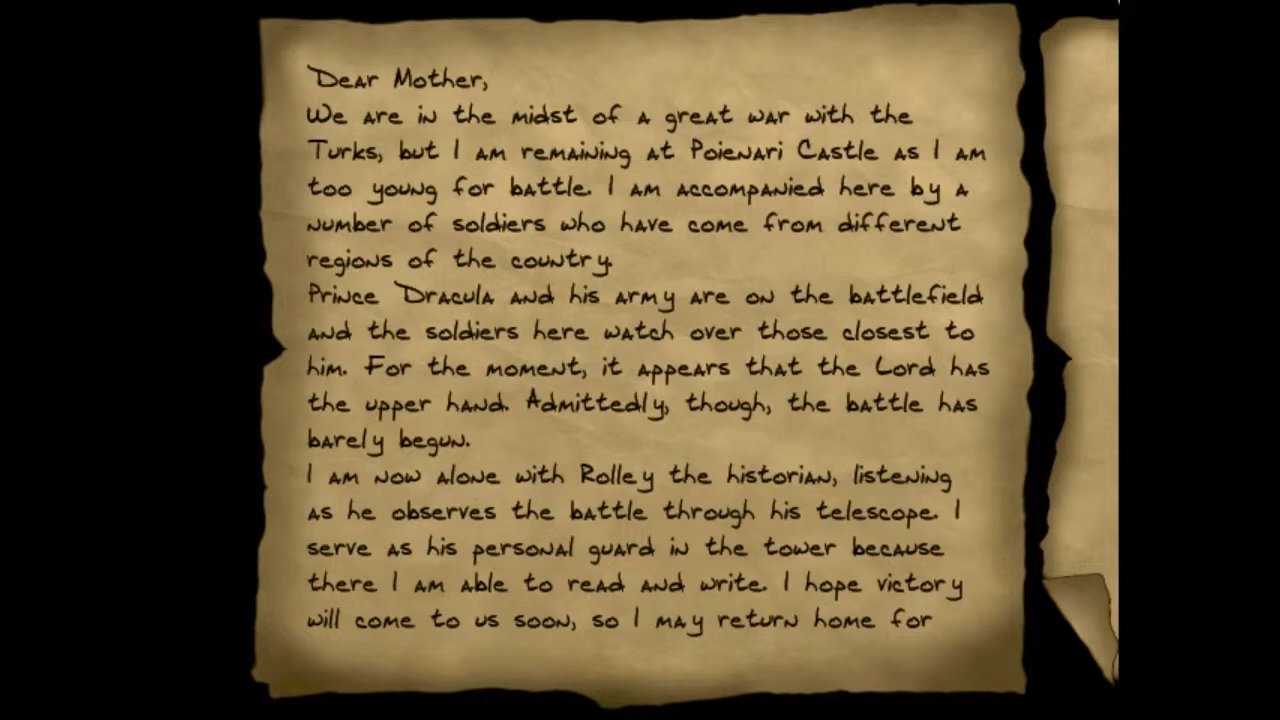 Dear Mother,
We are in the midst of a great war with the
Turks, but I am remaining at Poienari Castle as I am
too young for battle. I am accompanied here by a
number of soldiers who have come from different
regions of the country.
Prince Dracula and his army are on the battlefield
and the soldiers here watch over those closest to
him. For the moment, it appears that the Lord has
the upper hand. Admittedly, though, the battle has
barely begun.
I am now alone with Rolley the historian, listening
as he observes the battle through his telescope. I
serve as his personal guard in the tower because
there I am able to read and write. I hope victory
will come to us soon, so I may return home for